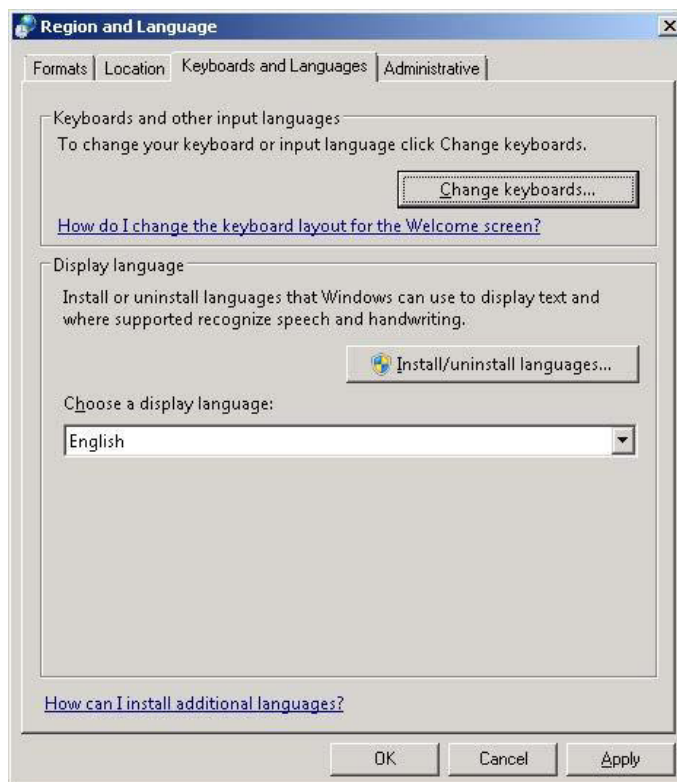 Region and Language
Formats
Location
Keyboards and Languages
Administrative
Keyboards and other input languages
To change your keyboard or input language click Change keyboards.
Change keyboards...
How do I change the keyboard layout for the Welcome screen?
Display language
Install or uninstall languages that Windows can use to display text and
where supported recognize speech and handwriting.
Install/uninstall languages...
Choose a display language:
English
How can I install additional languages?
OK
Cancel
Apply